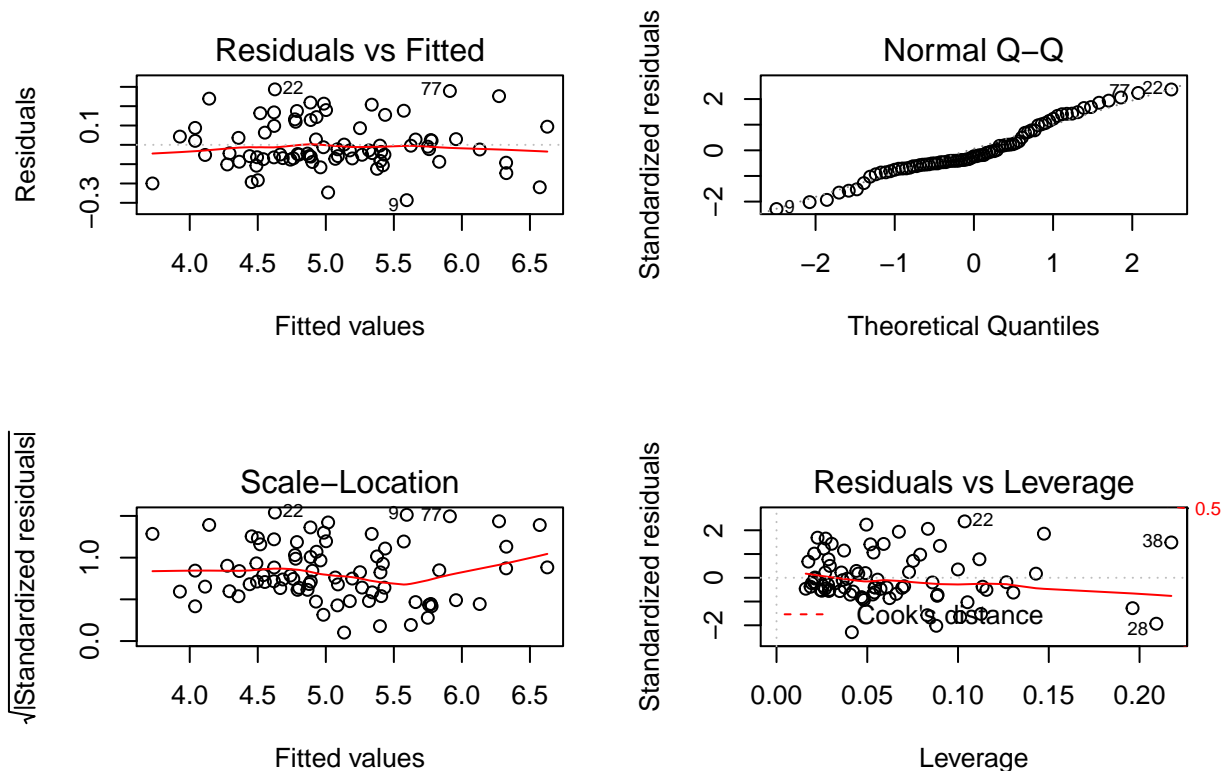 Residuals vs Fitted
Residuals
0.1
−0.3
22
77
9
4.0 4.5 5.0 5.5 6.0 6.5
Fitted values
Normal Q−Q
Standardized residuals
2
0
−2
77
22
9
−2 −1 0 1 2
Theoretical Quantiles
Scale−Location
√|Standardized residuals|
1.0
0.0
22
9
77
4.0 4.5 5.0 5.5 6.0 6.5
Fitted values
Residuals vs Leverage
Standardized residuals
2
0
−2
22
38
28
0.5
Cook's distance
0.00 0.05 0.10 0.15 0.20
Leverage